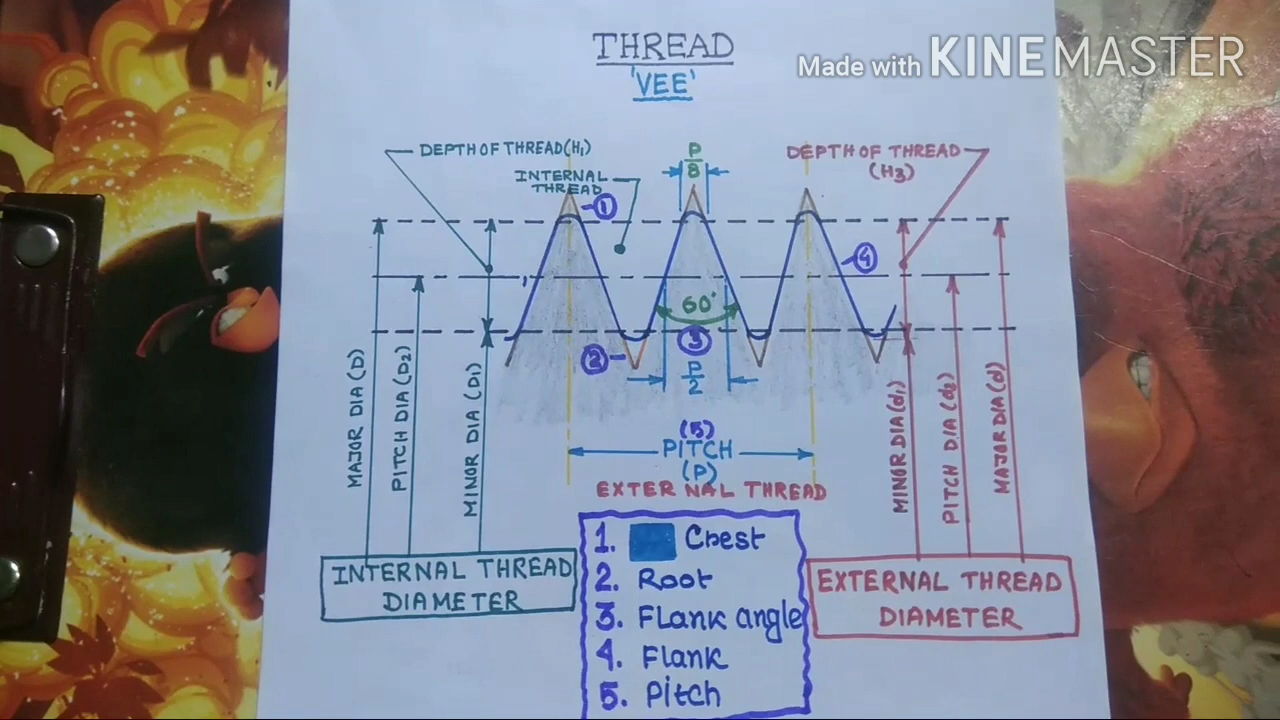 THREAD
'VEE'
Made with KINEMASTER
DEPTH OF THREAD (H1)
INTERNAL
THREAD
P
8
DEPTH OF THREAD
(H3)
1
4
60°
3
2
P
2
MAJOR DIA (D)
PITCH DIA (D2)
MINOR DIA (D1)
(5)
PITCH
(P)
EXTERNAL THREAD
MINOR DIA (d1)
PITCH DIA (d2)
MAJOR DIA (d)
INTERNAL THREAD
DIAMETER
1. Crest
2. Root
3. Flank angle
4. Flank
5. Pitch
EXTERNAL THREAD
DIAMETER